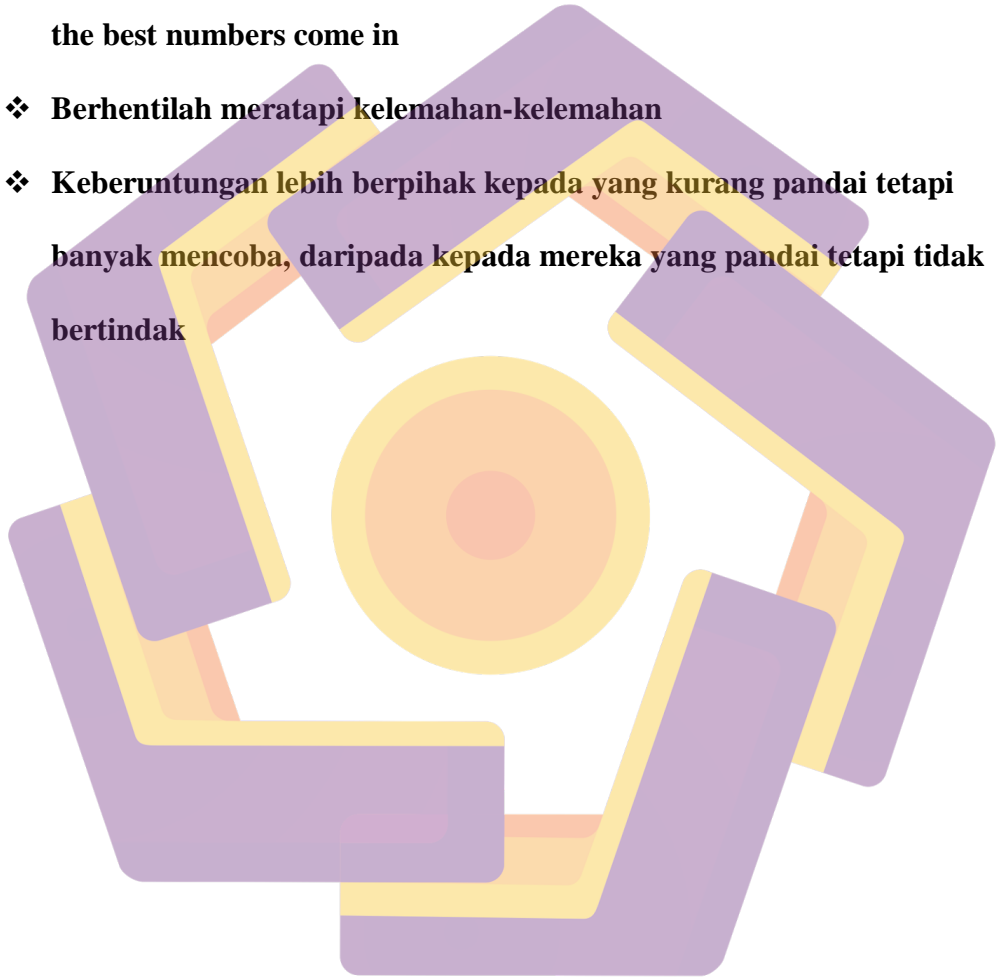 the best numbers come in
❖ Berhentilah meratapi kelemahan-kelemahan
❖ Keberuntungan lebih berpihak kepada yang kurang pandai tetapi
banyak mencoba, daripada kepada mereka yang pandai tetapi tidak
bertindak